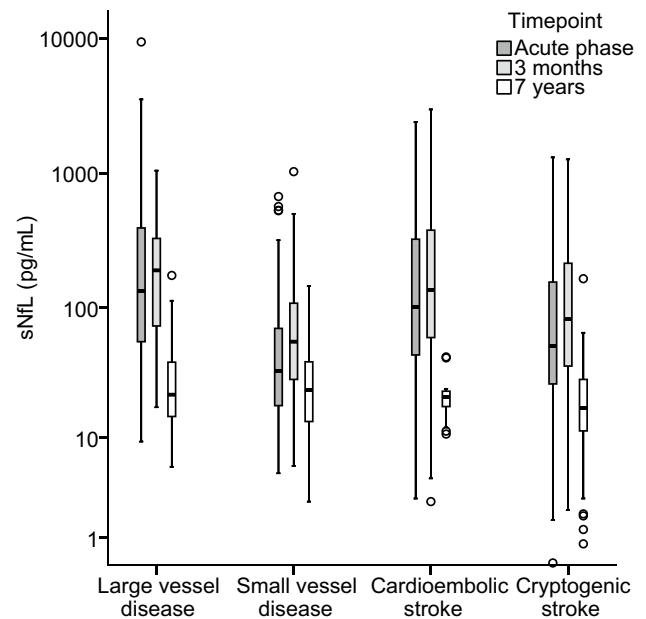 Timepoint
Acute phase
3 months
7 years
10000
1000
100
10
1
sNfL (pg/mL)
Large vessel
disease
Small vessel
disease
Cardioembolic
stroke
Cryptogenic
stroke